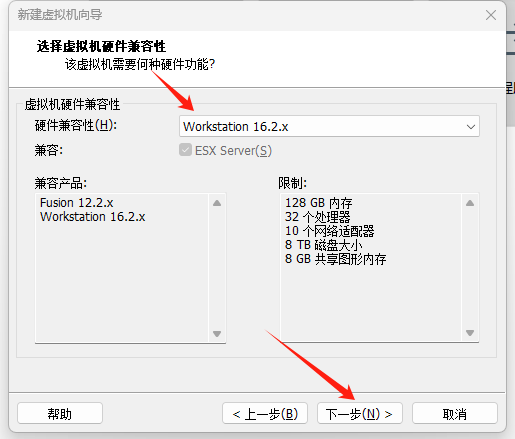 新建虚拟机向导
选择虚拟机硬件兼容性
该虚拟机需要何种硬件功能?
虚拟机硬件兼容性
硬件兼容性(H):
Workstation 16.2.x
兼容:
ESX Server(S)
兼容产品:
Fusion 12.2.x
Workstation 16.2.x
限制:
128 GB 内存
32 个处理器
10 个网络适配器
8 TB 磁盘大小
8 GB 共享图形内存
帮助
< 上一步(B)
下一步(N) >
取消